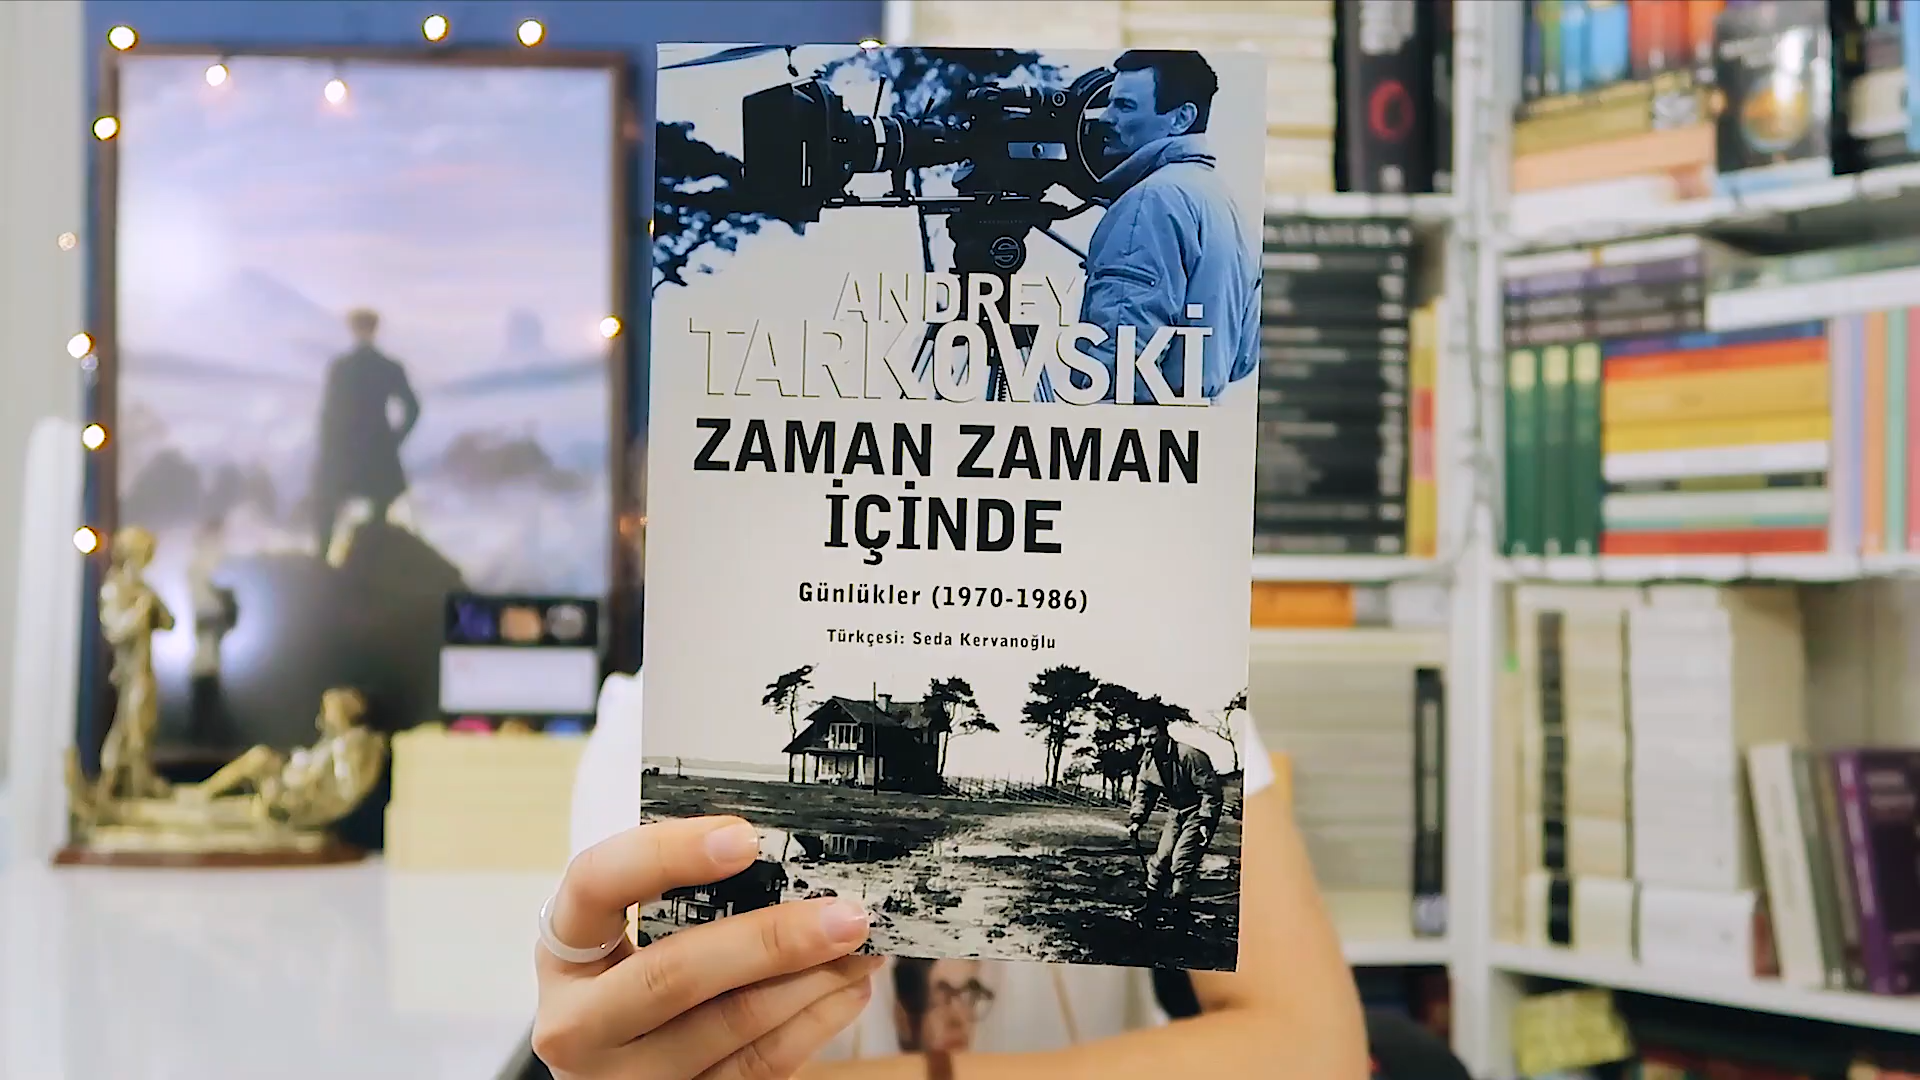 ANDREY
TARKOVSKİ
ZAMAN ZAMAN
İÇİNDE
Günlükler (1970-1986)
Türkçesi: Seda Kervanoğlu